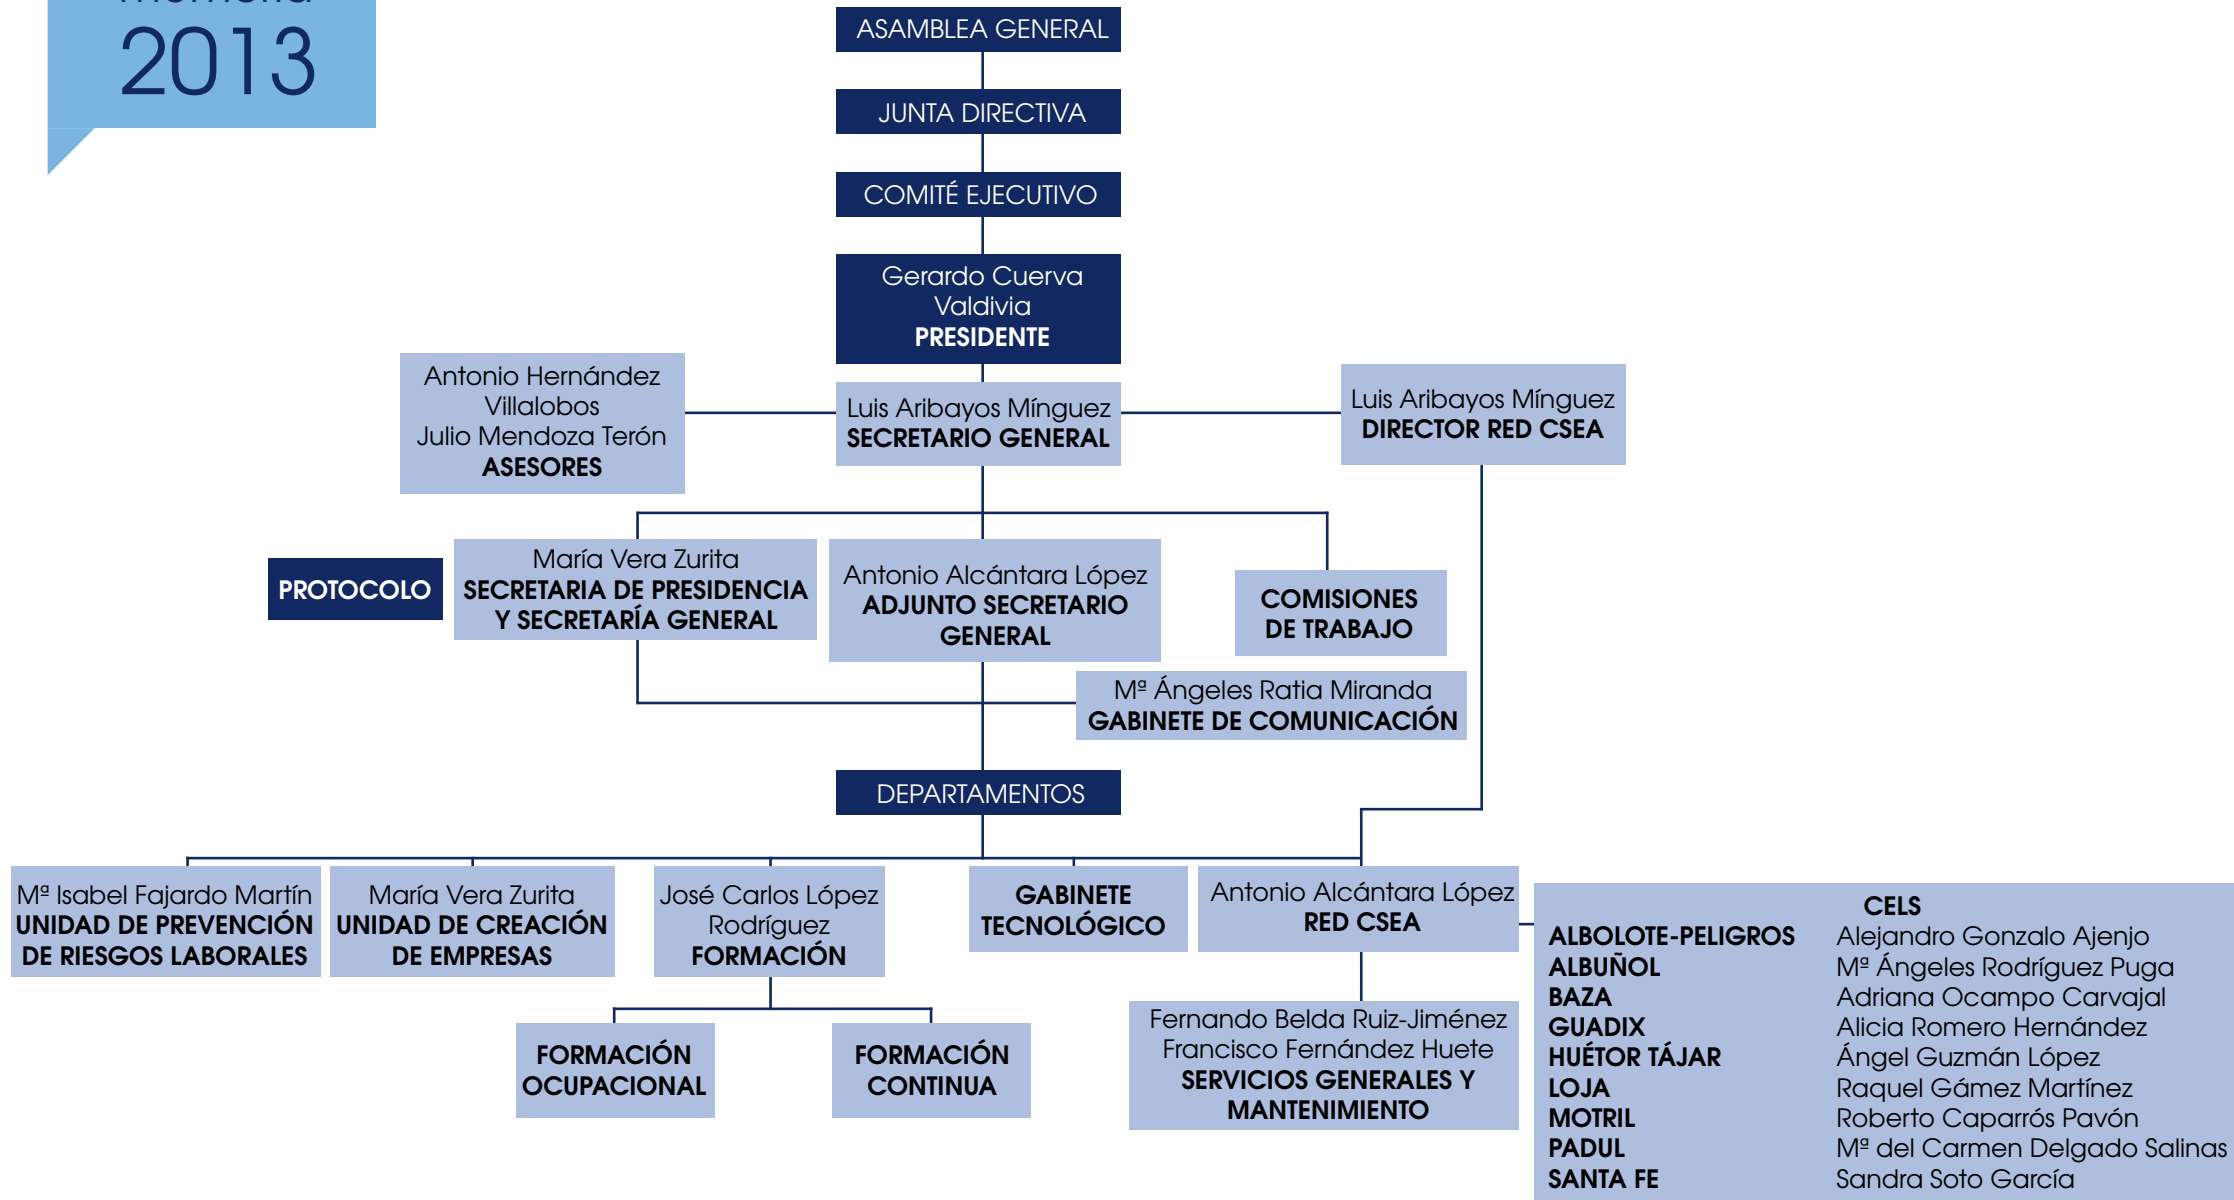 memoria
2013
ASAMBLEA GENERAL
JUNTA DIRECTIVA
COMITÉ EJECUTIVO
Gerardo Cuerva
Valdivia
PRESIDENTE
Antonio Hernández
Villalobos
Julio Mendoza Terón
ASESORES
Luis Aribayos Mínguez
SECRETARIO GENERAL
Luis Aribayos Mínguez
DIRECTOR RED CSEA
PROTOCOLO
María Vera Zurita
SECRETARIA DE PRESIDENCIA
Y SECRETARÍA GENERAL
Antonio Alcántara López
ADJUNTO SECRETARIO
GENERAL
COMISIONES
DE TRABAJO
Mª Ángeles Ratia Miranda
GABINETE DE COMUNICACIÓN
DEPARTAMENTOS
Mª Isabel Fajardo Martín
UNIDAD DE PREVENCIÓN
DE RIESGOS LABORALES
María Vera Zurita
UNIDAD DE CREACIÓN
DE EMPRESAS
José Carlos López
Rodríguez
FORMACIÓN
GABINETE
TECNOLÓGICO
Antonio Alcántara López
RED CSEA
FORMACIÓN
OCUPACIONAL
FORMACIÓN
CONTINUA
Fernando Belda Ruiz-Jiménez
Francisco Fernández Huete
SERVICIOS GENERALES Y
MANTENIMIENTO
CELS
ALBOLOTE-PELIGROS Alejandro Gonzalo Ajenjo
ALBUÑOL Mª Ángeles Rodríguez Puga
BAZA Adriana Ocampo Carvajal
GUADIX Alicia Romero Hernández
HUÉTOR TÁJAR Ángel Guzmán López
LOJA Raquel Gámez Martínez
MOTRIL Roberto Caparrós Pavón
PADUL Mª del Carmen Delgado Salinas
SANTA FE Sandra Soto García